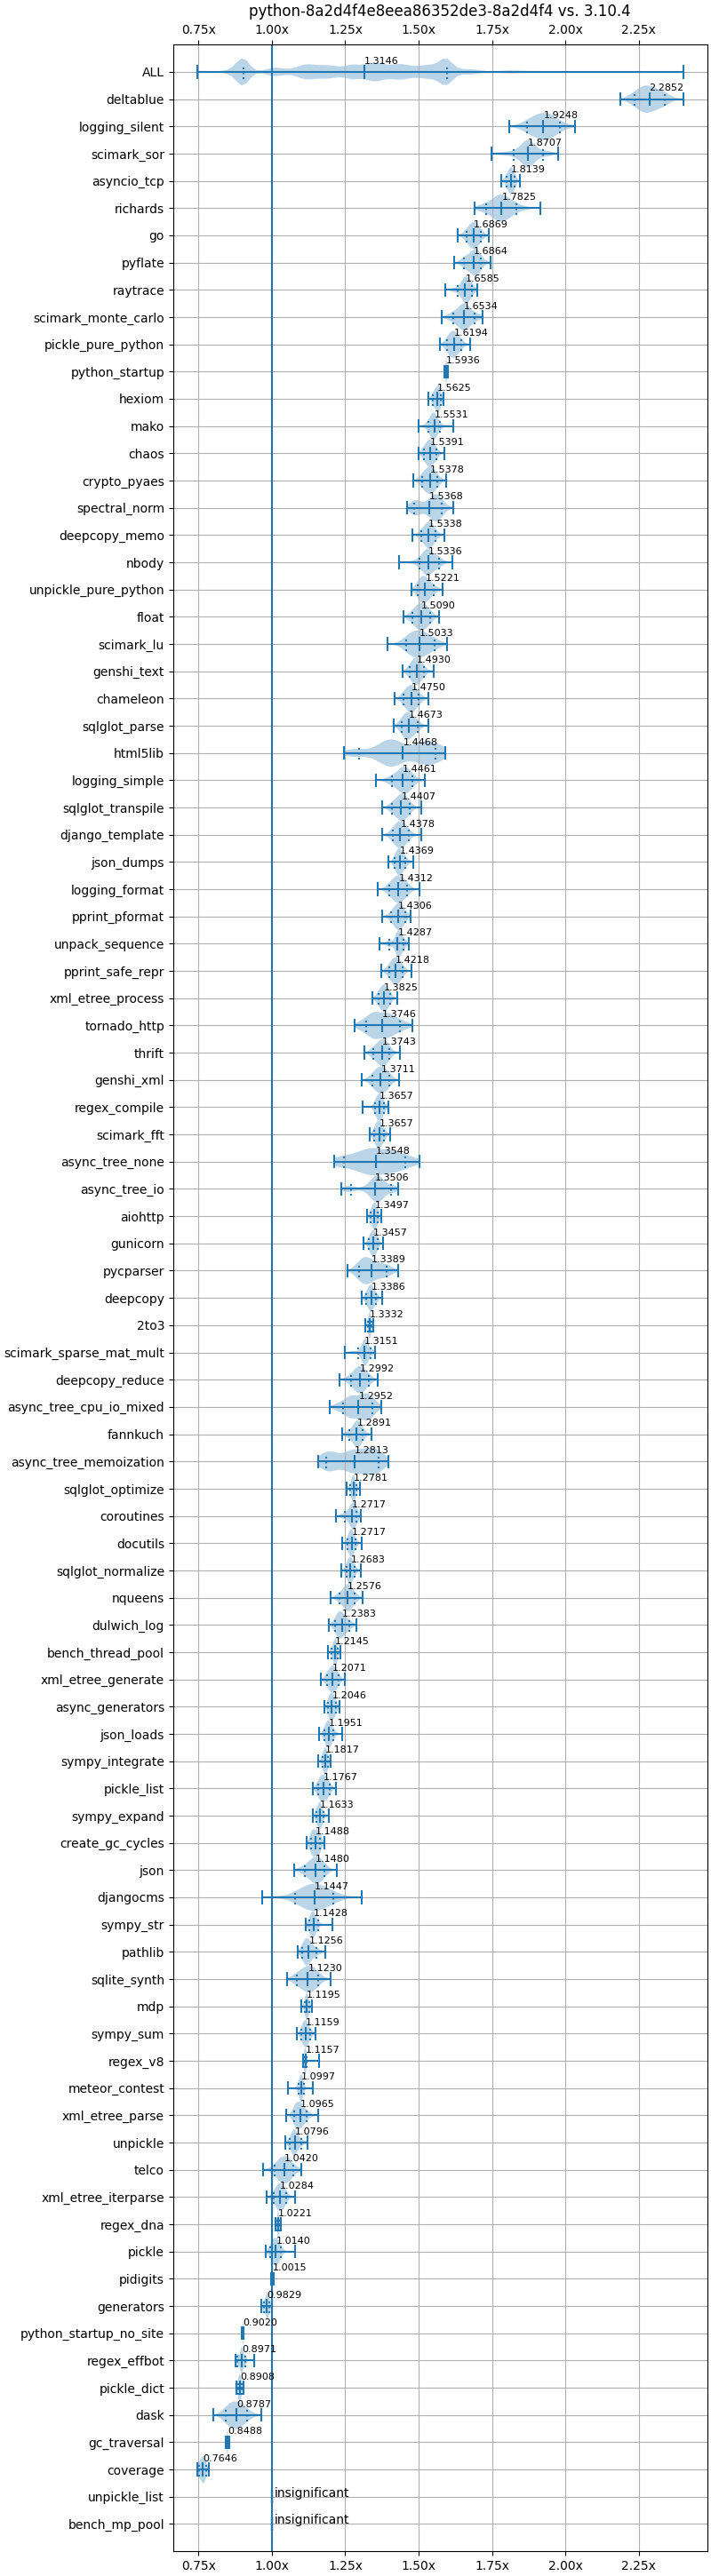 python-8a2d4f4e8eea86352de3-8a2d4f4 vs. 3.10.4
0.75x 1.00x 1.25x 1.50x 1.75x 2.00x 2.25x
ALL 1.3146
deltablue 2.2852
logging_silent 1.9248
scimark_sor 1.8707
asyncio_tcp 1.8139
richards 1.7825
go 1.6869
pyflate 1.6864
raytrace 1.6585
scimark_monte_carlo 1.6534
pickle_pure_python 1.6194
python_startup 1.5936
hexiom 1.5625
mako 1.5531
chaos 1.5391
crypto_pyaes 1.5378
spectral_norm 1.5368
deepcopy_memo 1.5338
nbody 1.5336
unpickle_pure_python 1.5221
float 1.5090
scimark_lu 1.5033
genshi_text 1.4930
chameleon 1.4750
sqlglot_parse 1.4673
html5lib 1.4468
logging_simple 1.4461
sqlglot_transpile 1.4407
django_template 1.4378
json_dumps 1.4369
logging_format 1.4312
pprint_pformat 1.4306
unpack_sequence 1.4287
pprint_safe_repr 1.4218
xml_etree_process 1.3825
tornado_http 1.3746
thrift 1.3743
genshi_xml 1.3711
regex_compile 1.3657
scimark_fft 1.3657
async_tree_none 1.3548
async_tree_io 1.3506
aiohttp 1.3497
gunicorn 1.3457
pycparser 1.3389
deepcopy 1.3386
2to3 1.3332
scimark_sparse_mat_mult 1.3151
deepcopy_reduce 1.2992
async_tree_cpu_io_mixed 1.2952
fannkuch 1.2891
async_tree_memoization 1.2813
sqlglot_optimize 1.2781
coroutines 1.2717
docutils 1.2717
sqlglot_normalize 1.2683
nqueens 1.2576
dulwich_log 1.2383
bench_thread_pool 1.2145
xml_etree_generate 1.2071
async_generators 1.2046
json_loads 1.1951
sympy_integrate 1.1817
pickle_list 1.1767
sympy_expand 1.1633
create_gc_cycles 1.1488
json 1.1480
djangocms 1.1447
sympy_str 1.1428
pathlib 1.1256
sqlite_synth 1.1230
mdp 1.1195
sympy_sum 1.1159
regex_v8 1.1157
meteor_contest 1.0997
xml_etree_parse 1.0965
unpickle 1.0796
telco 1.0420
xml_etree_iterparse 1.0284
regex_dna 1.0221
pickle 1.0140
pidigits 1.0015
generators 0.9829
python_startup_no_site 0.9020
regex_effbot 0.8971
pickle_dict 0.8908
dask 0.8787
gc_traversal 0.8488
coverage 0.7646
unpickle_list insignificant
bench_mp_pool insignificant
0.75x 1.00x 1.25x 1.50x 1.75x 2.00x 2.25x